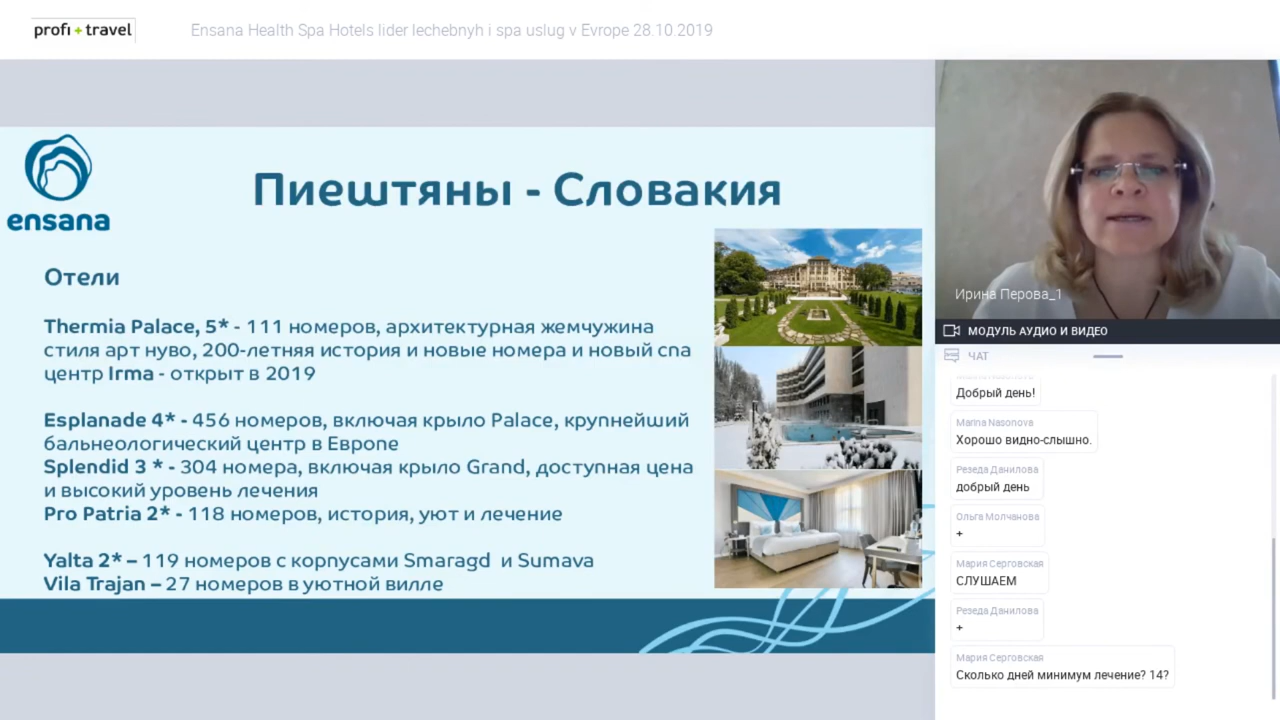 profi + travel
Ensana Health Spa Hotels lider lechebnyh i spa uslug v Evrope 28.10.2019
ensana
Пиештяны - Словакия
Отели
Thermia Palace, 5* - 111 номеров, архитектурная жемчужина
стиля арт нуво, 200-летняя история и новые номера и новый спа
центр Irma - открыт в 2019
Esplanade 4* - 456 номеров, включая крыло Palace, крупнейший
бальнеологический центр в Европе
Splendid 3 * - 304 номера, включая крыло Grand, доступная цена
и высокий уровень лечения
Pro Patria 2* - 118 номеров, история, уют и лечение
Yalta 2* – 119 номеров с корпусами Smaragd и Sumava
Vila Trajan – 27 номеров в уютной вилле
Ирина Перова_1
МОДУЛЬ АУДИО И ВИДЕО
ЧАТ
Добрый день!
Marina Nasonova
Хорошо видно-слышно.
Резеда Данилова
добрый день
Ольга Молчанова
+
Мария Серговская
СЛУШАЕМ
Резеда Данилова
+
Мария Серговская
Сколько дней минимум лечение? 14?